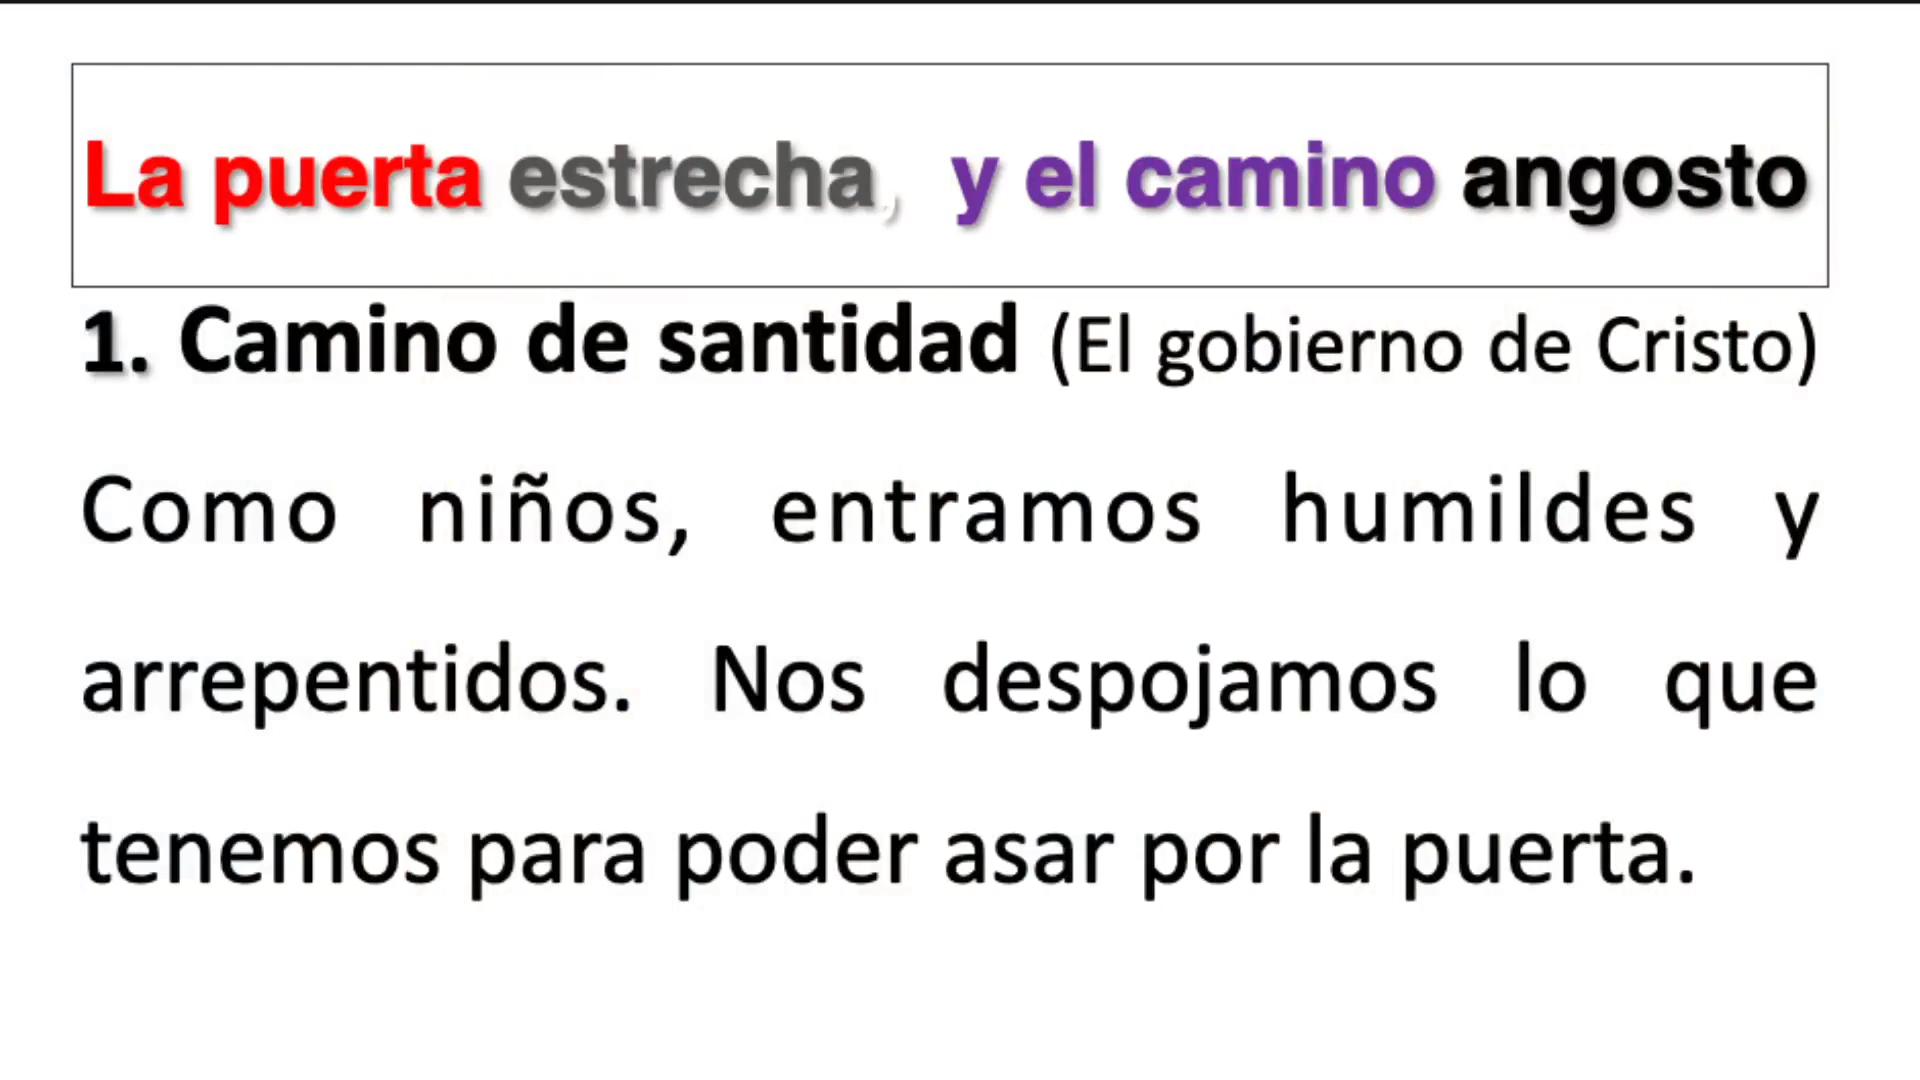 La puerta estrecha, y el camino angosto
1. Camino de santidad (El gobierno de Cristo)
Como niños, entramos humildes y
arrepentidos. Nos despojamos lo que
tenemos para poder asar por la puerta.